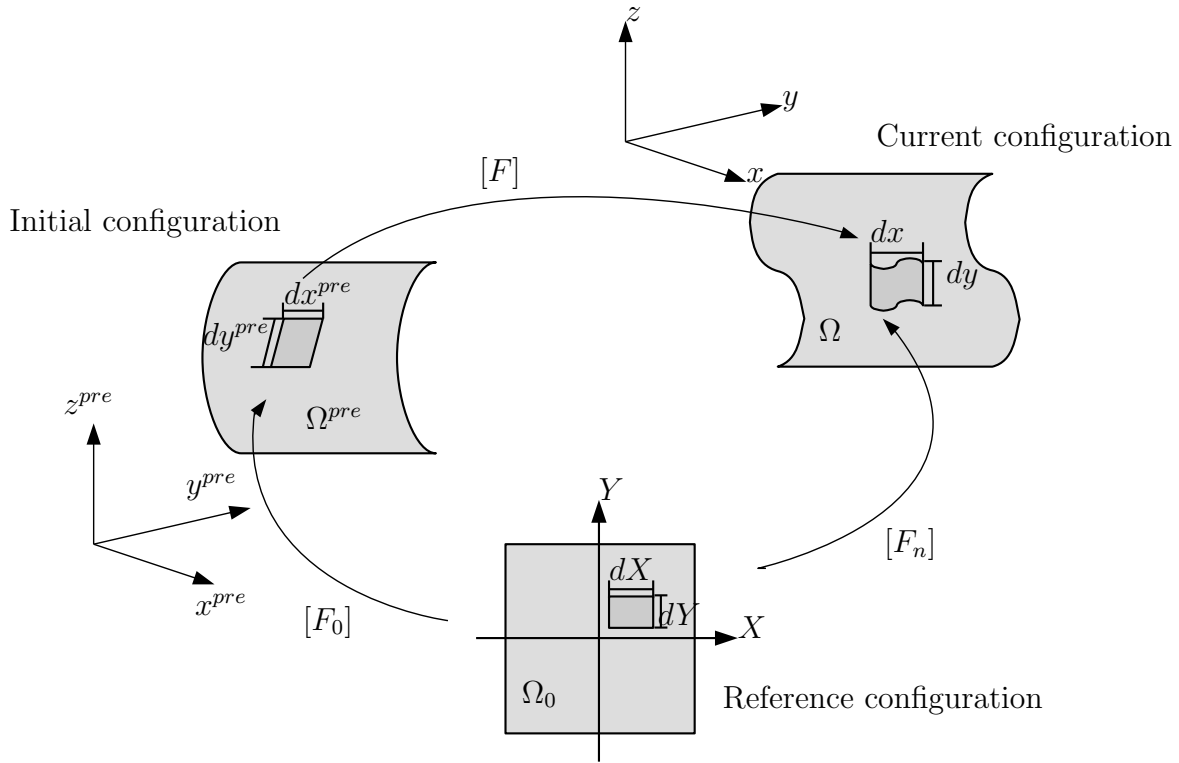 z
y
Current configuration
[F]
x
Initial configuration
dx
dy
dx^{pre}
dy^{pre}
Ω
z^{pre}
Ω^{pre}
y^{pre}
Y
[F_n]
dX
x^{pre}
[F_0]
dY
X
Ω_0
Reference configuration